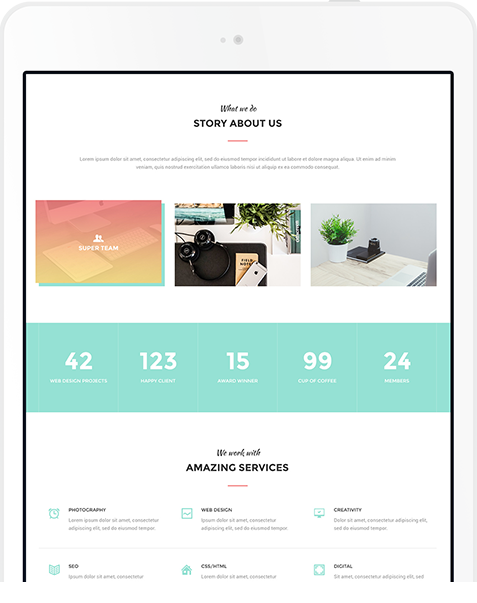 What we do
STORY ABOUT US
Lorem ipsum dolor sit amet, consectetur adipiscing elit, sed do eiusmod tempor incididunt ut labore et dolore magna aliqua. Ut enim ad minim
veniam, quis nostrud exercitation ullamco laboris nisi ut aliquip ex ea commodo consequat.
SUPER TEAM
FIELD NOTES
42
WEB DESIGN PROJECTS
123
HAPPY CLIENT
15
AWARD WINNER
99
CUP OF COFFEE
24
MEMBERS
We work with
AMAZING SERVICES
PHOTOGRAPHY
Lorem ipsum dolor sit amet, consectetur
adipiscing elit, sed do eiusmod tempor.
WEB DESIGN
Lorem ipsum dolor sit amet, consectetur
adipiscing elit, sed do eiusmod tempor.
CREATIVITY
Dolor sit amet, consectetur adipiscing elit,
sed do eiusmod tempor.
SEO
Lorem ipsum dolor sit amet, consectetur
CSS/HTML
Lorem ipsum dolor sit amet, consectetur
DIGITAL
Sit amet, consectetur adipiscing elit, sed